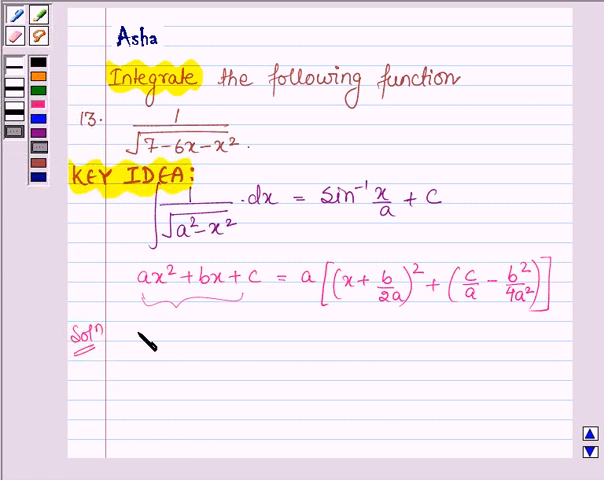 Asha
Integrate the following function
13. 1/√(7-6x-x²).
KEY IDEA:
∫ 1/√(a²-x²) · dx = sin⁻¹ x/a + C
ax² + bx + c = a[(x + b/2a)² + (c/a - b²/4a²)]
Solⁿ